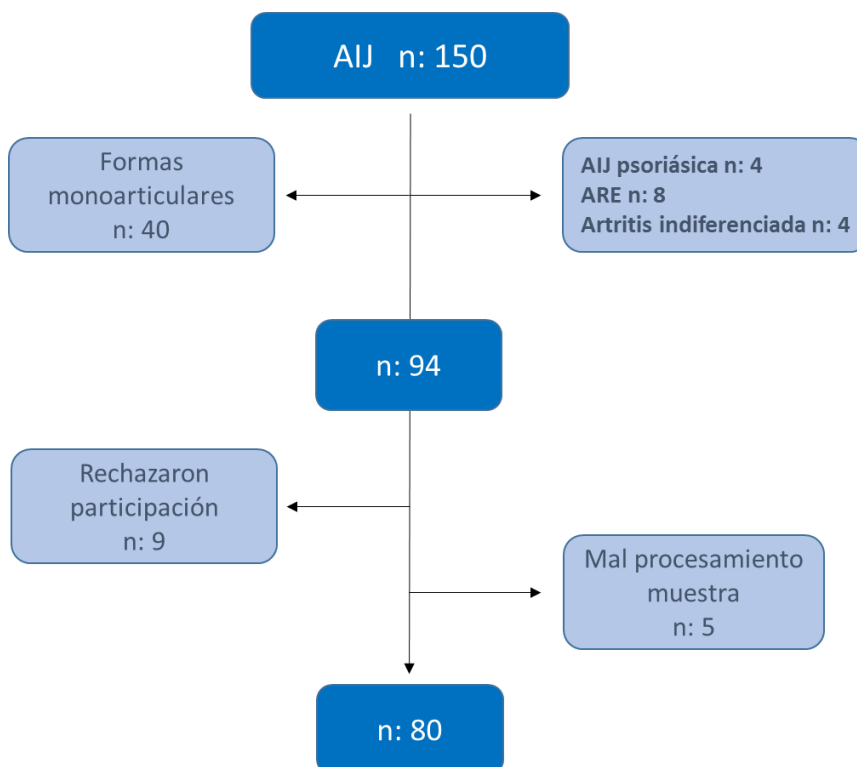 AIJ n: 150
Formas
monoarticulares
n: 40
AIJ psoriásica n: 4
ARE n: 8
Artritis indiferenciada n: 4
n: 94
Rechazaron
participación
n: 9
Mal procesamiento
muestra
n: 5
n: 80